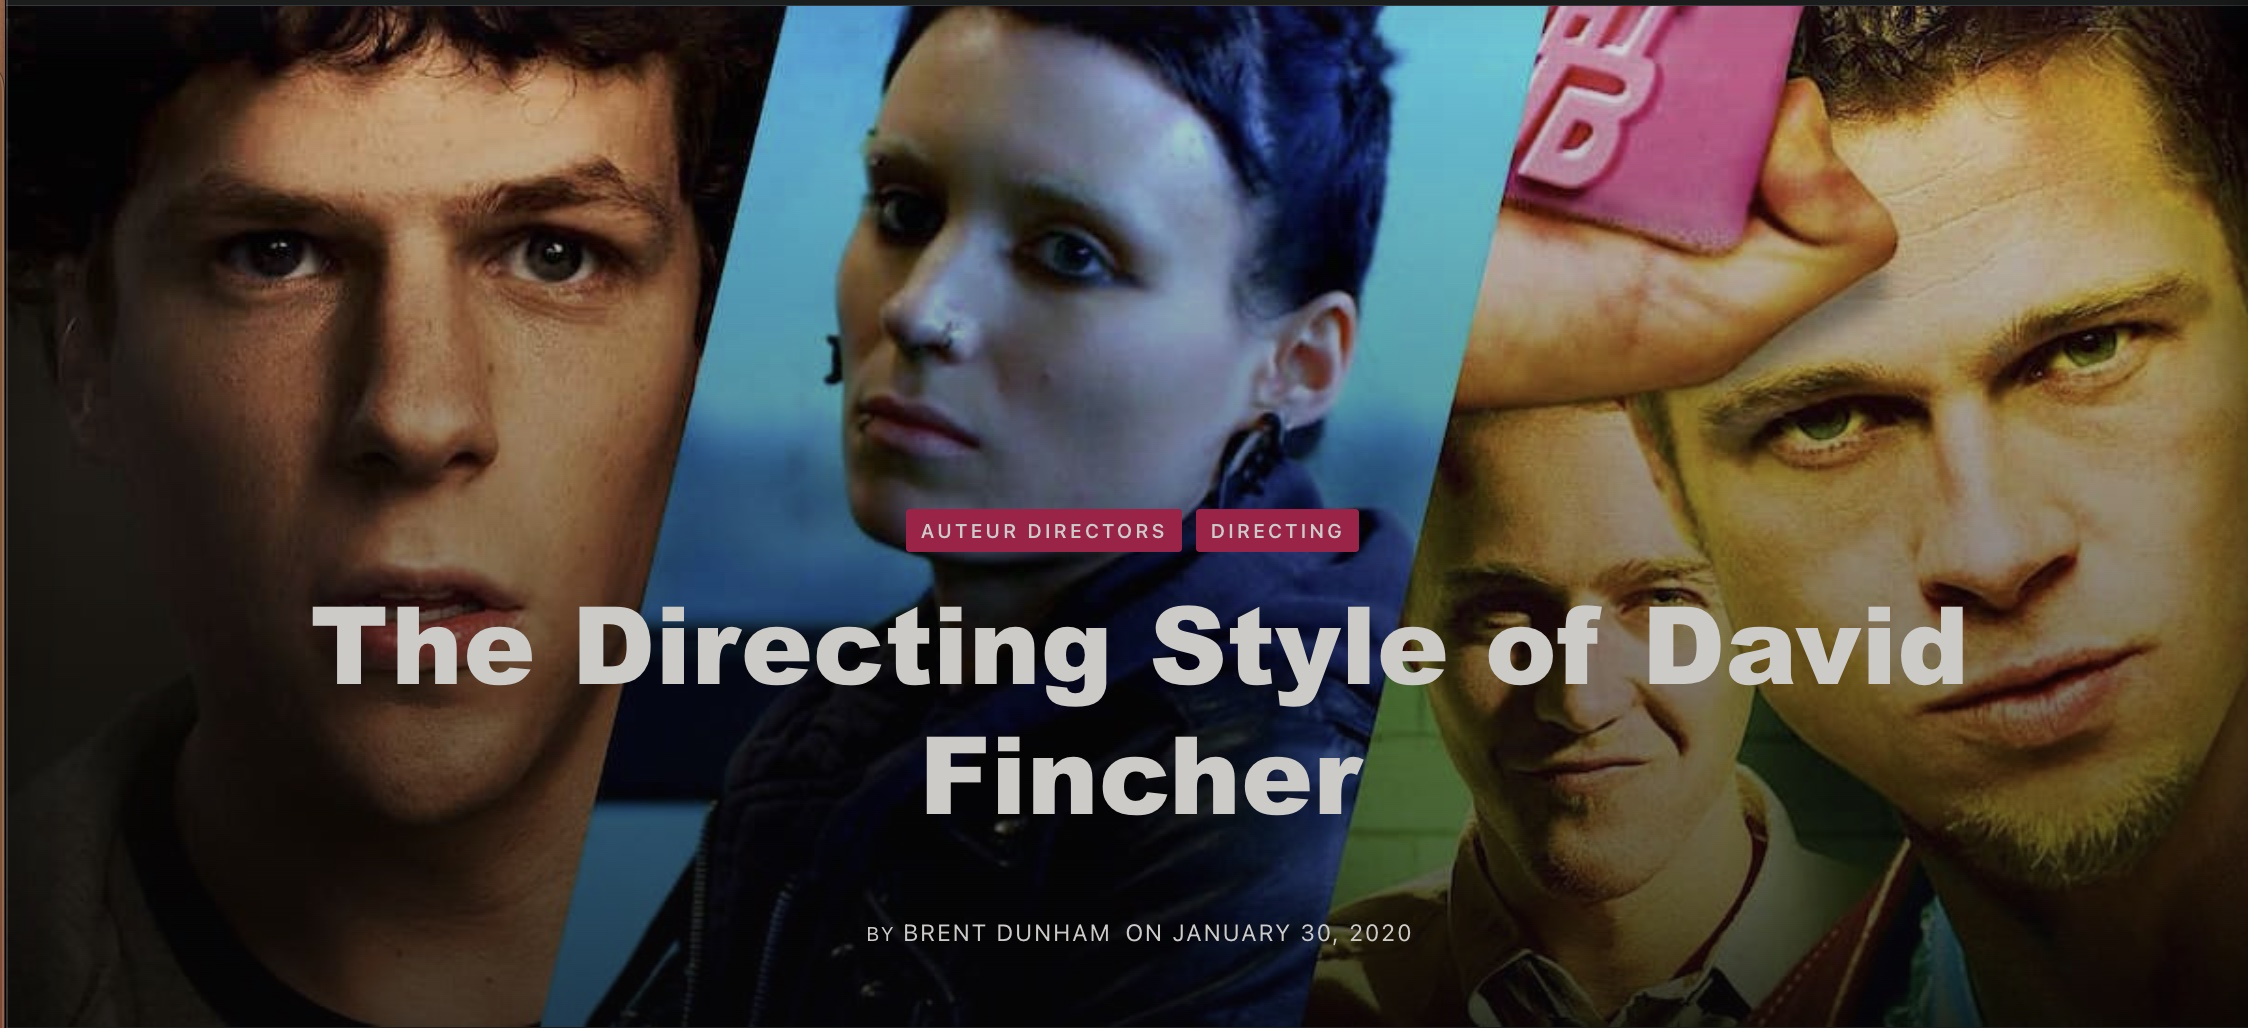 AUTEUR DIRECTORS DIRECTING
The Directing Style of David
Fincher
BY BRENT DUNHAM ON JANUARY 30, 2020